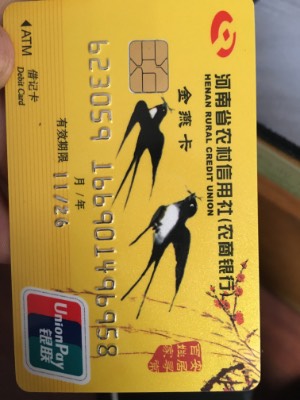 河南省农村信用社(农商银行)
HENAN RURAL CREDIT UNION
金燕卡
月/年
有效期限 11/26
◀ATM
借记卡
Debit Card
UnionPay
银联